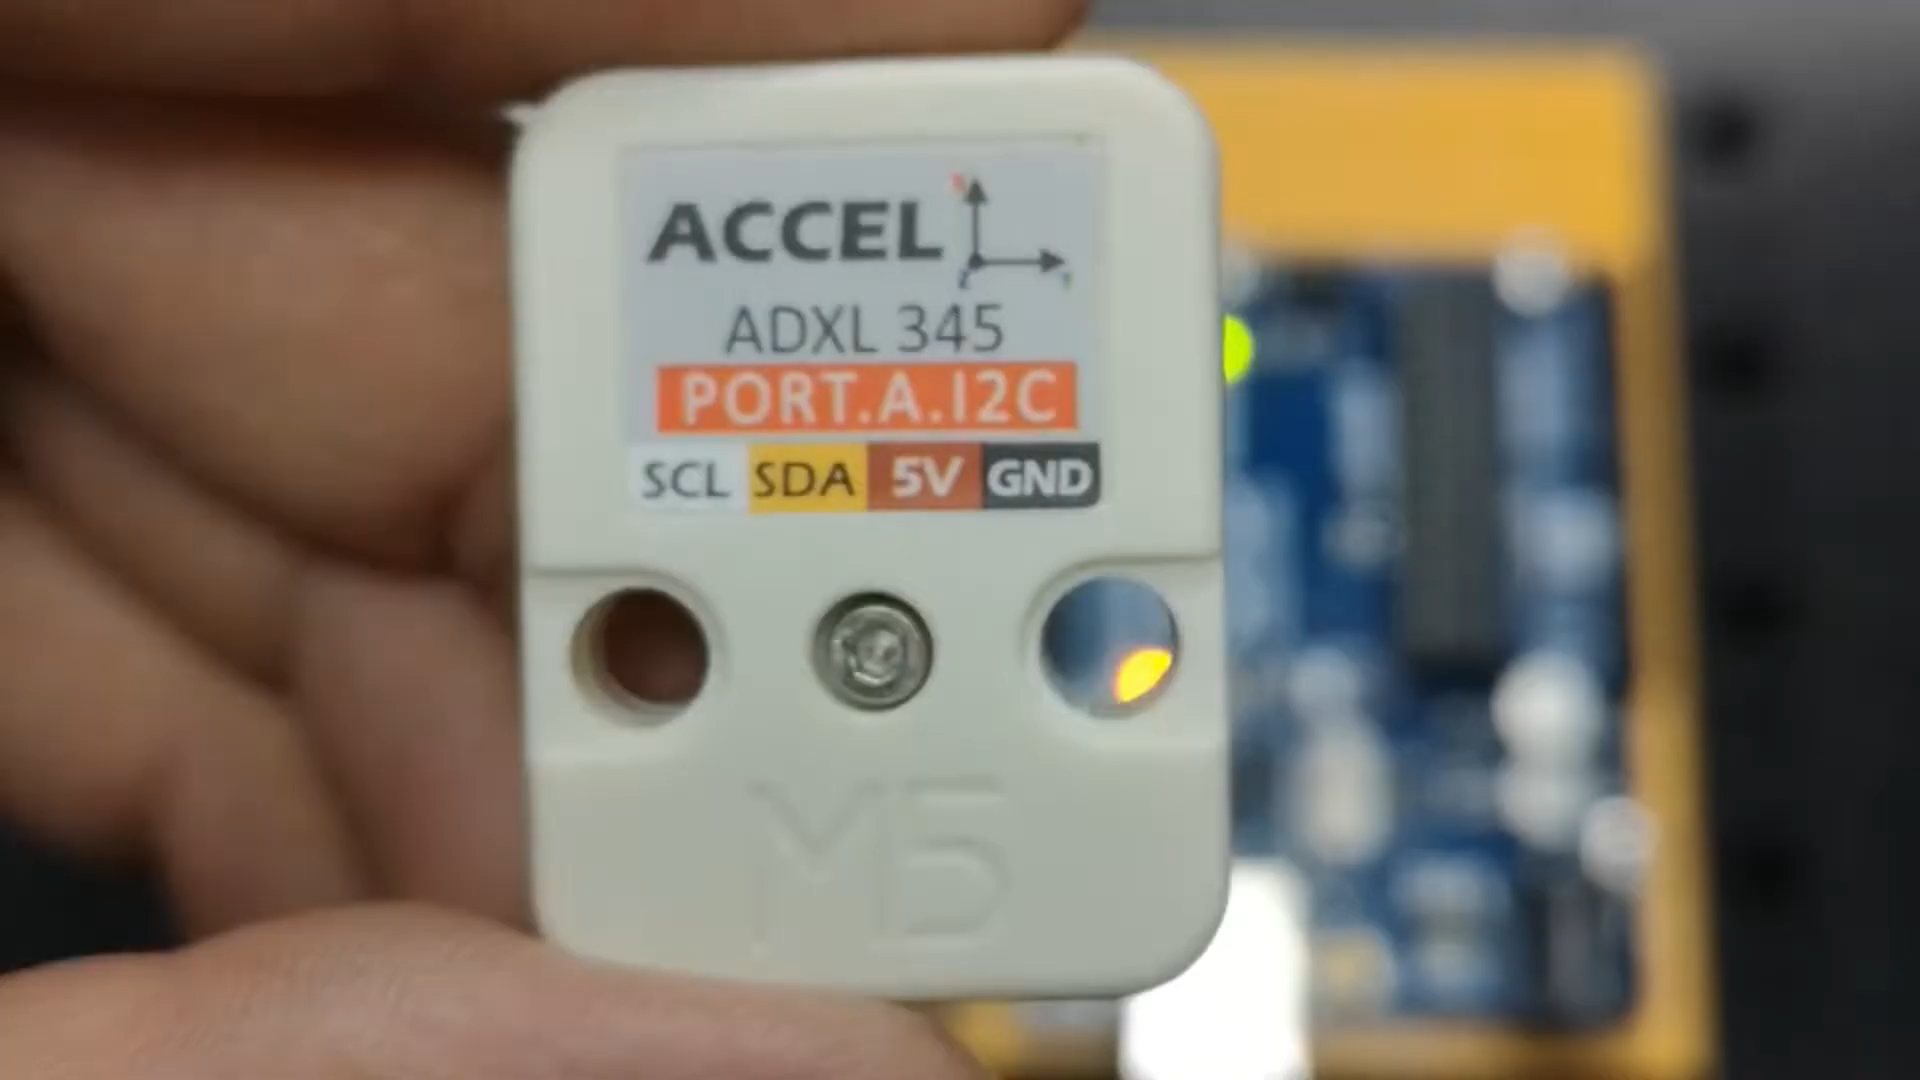 ACCEL
ADXL 345
PORT.A.I2C
SCL SDA 5V GND
M5